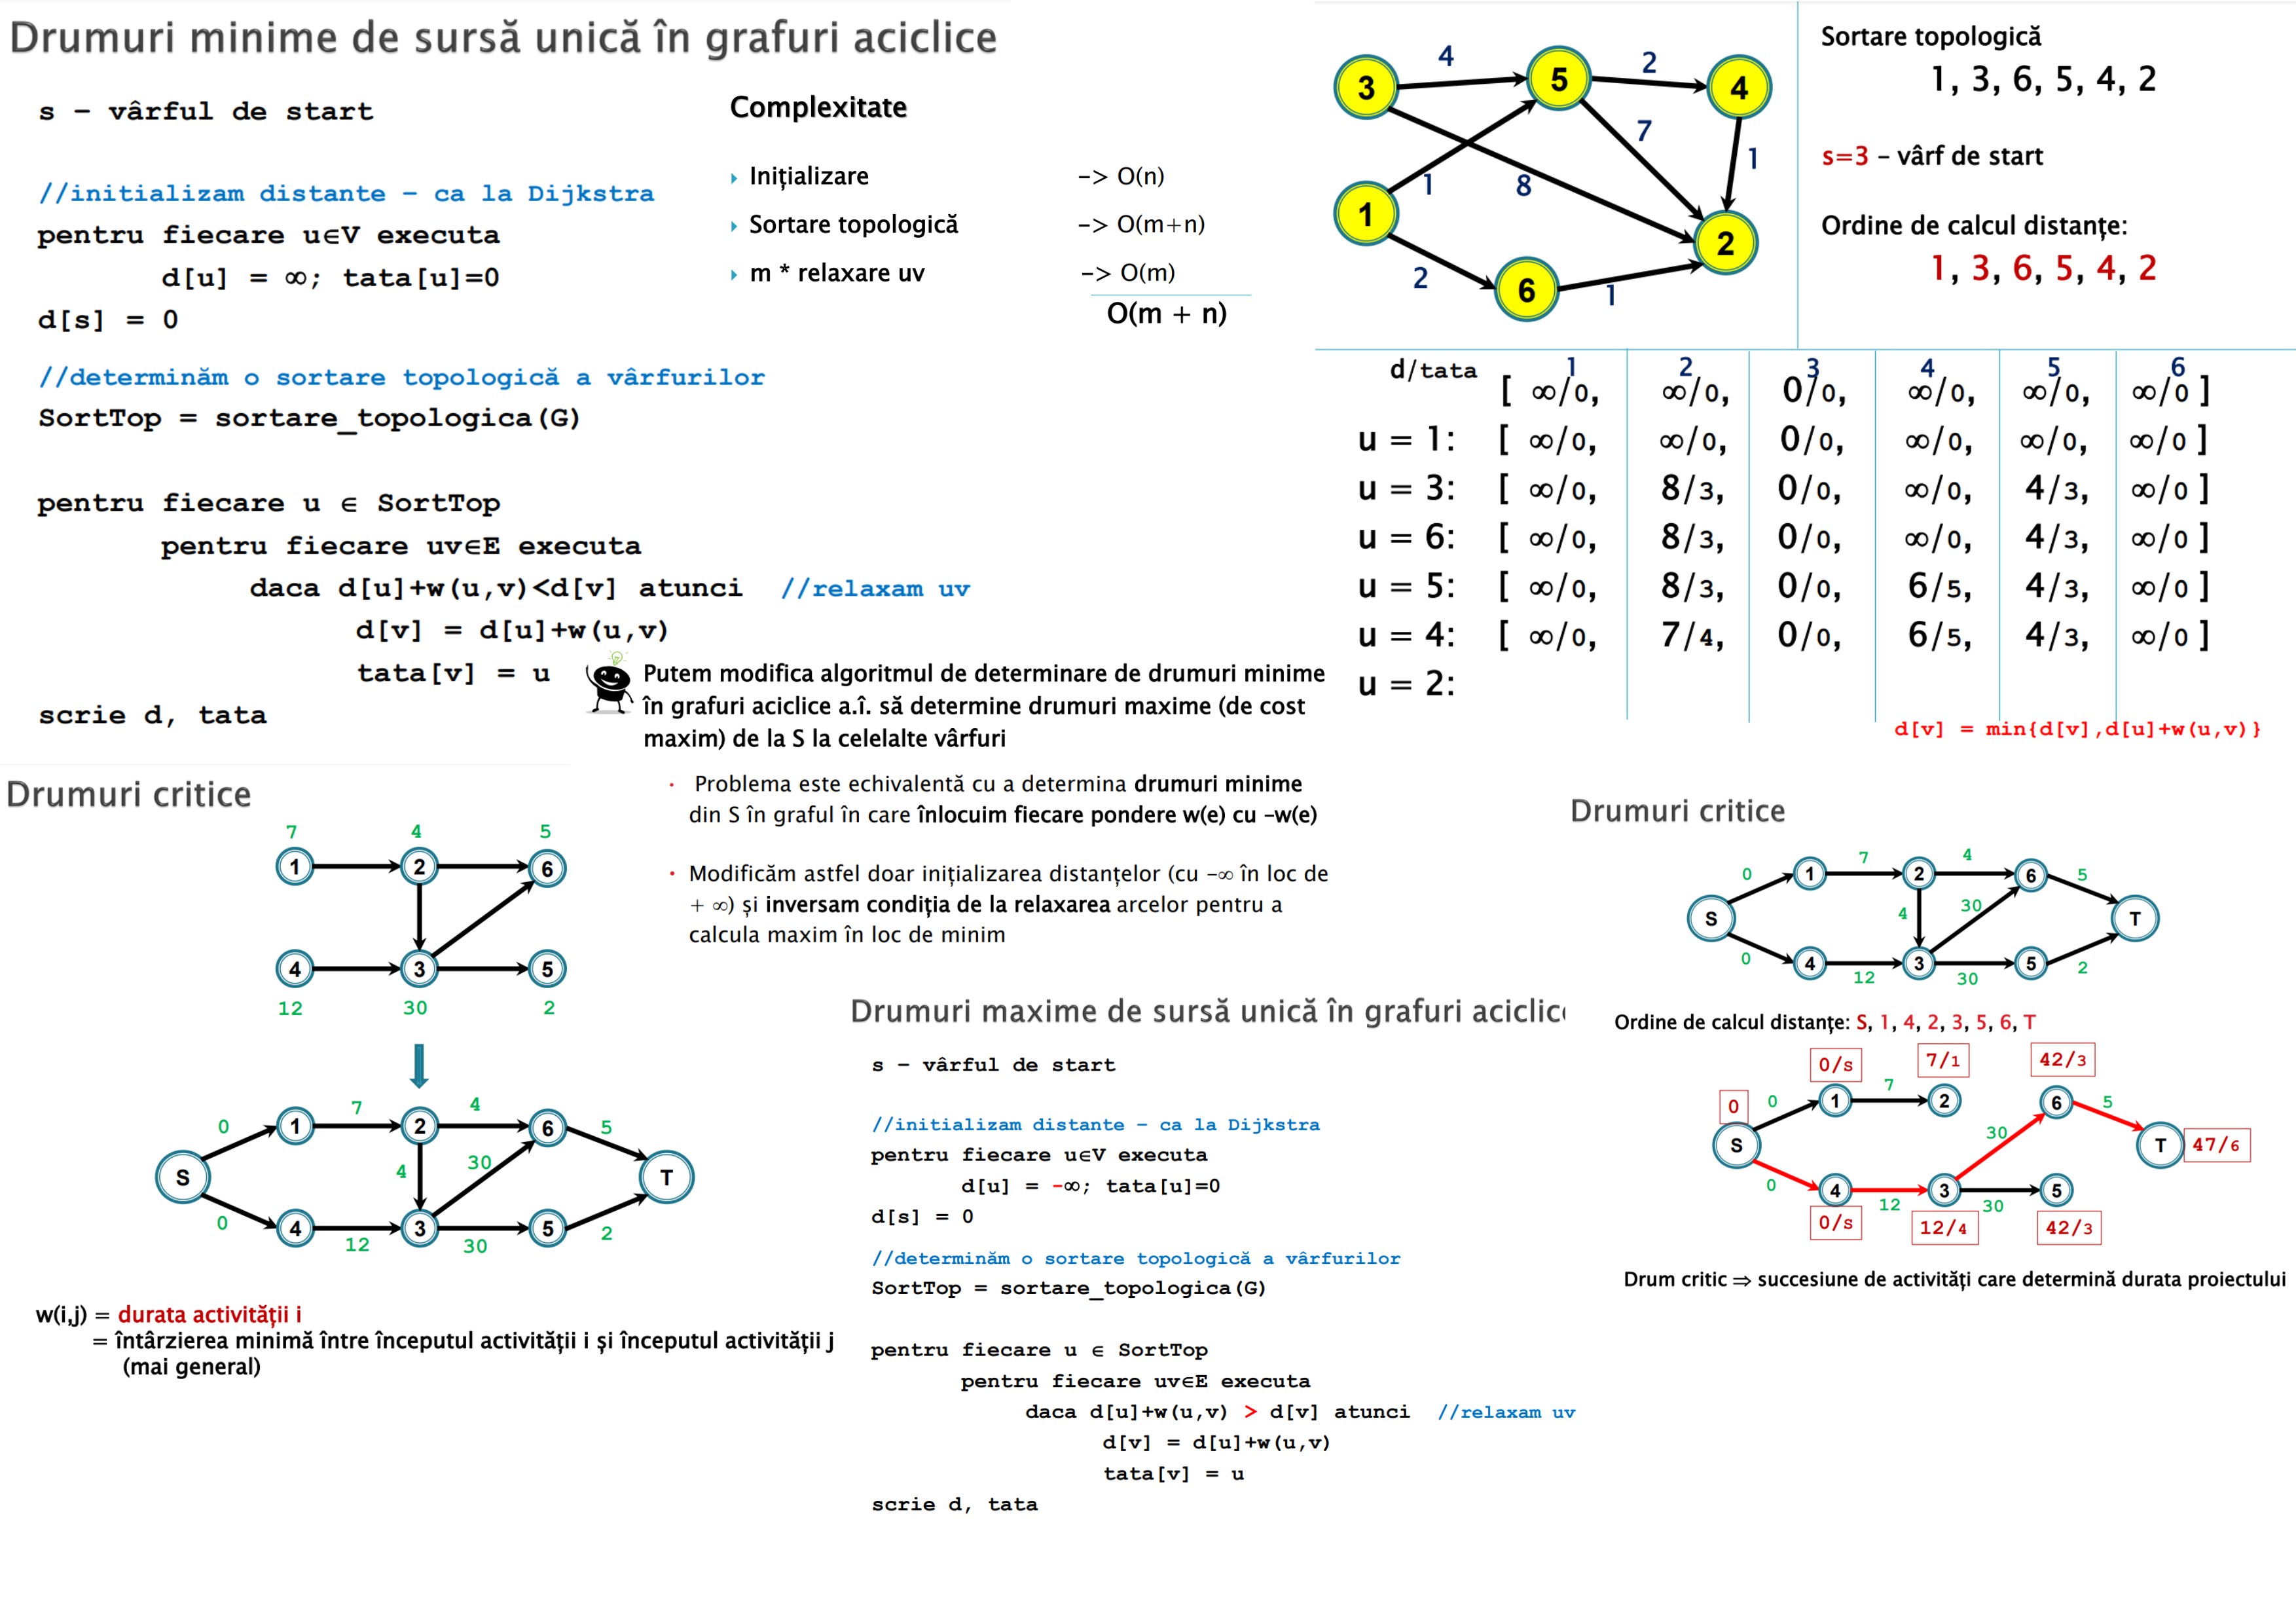 Drumuri minime de sursă unică în grafuri aciclice
s – vârful de start
//initializam distante – ca la Dijkstra
pentru fiecare u∈V executa
d[u] = ∞; tata[u]=0
d[s] = 0
//determinăm o sortare topologică a vârfurilor
SortTop = sortare_topologica(G)
pentru fiecare u ∈ SortTop
pentru fiecare uv∈E executa
daca d[u]+w(u,v)<d[v] atunci //relaxam uv
d[v] = d[u]+w(u,v)
tata[v] = u
scrie d, tata
Complexitate
Inițializare –> O(n)
Sortare topologică –> O(m+n)
m * relaxare uv –> O(m)
O(m + n)
4
2
3
5
4
7
1
1
8
1
2
2
6
1
Sortare topologică
1, 3, 6, 5, 4, 2
s=3 – vârf de start
Ordine de calcul distanțe:
1, 3, 6, 5, 4, 2
1 2 3 4 5 6
d/tata [ ∞/0, ∞/0, 0/0, ∞/0, ∞/0, ∞/0 ]
u = 1: [ ∞/0, ∞/0, 0/0, ∞/0, ∞/0, ∞/0 ]
u = 3: [ ∞/0, 8/3, 0/0, ∞/0, 4/3, ∞/0 ]
u = 6: [ ∞/0, 8/3, 0/0, ∞/0, 4/3, ∞/0 ]
u = 5: [ ∞/0, 8/3, 0/0, 6/5, 4/3, ∞/0 ]
u = 4: [ ∞/0, 7/4, 0/0, 6/5, 4/3, ∞/0 ]
u = 2:
d[v] = min{d[v],d[u]+w(u,v)}
Putem modifica algoritmul de determinare de drumuri minime
în grafuri aciclice a.î. să determine drumuri maxime (de cost
maxim) de la S la celelalte vârfuri
• Problema este echivalentă cu a determina drumuri minime
din S în graful în care înlocuim fiecare pondere w(e) cu –w(e)
• Modificăm astfel doar inițializarea distanțelor (cu –∞ în loc de
+ ∞) și inversam condiția de la relaxarea arcelor pentru a
calcula maxim în loc de minim
Drumuri critice
7 4 5
1 2 6
4 3 5
12 30 2
0 7 4 5
1 2 6
4 30
S T
0 4 3 5 2
12 30
w(i,j) = durata activității i
= întârzierea minimă între începutul activității i și începutul activității j
(mai general)
Drumuri maxime de sursă unică în grafuri aciclic
s – vârful de start
//initializam distante – ca la Dijkstra
pentru fiecare u∈V executa
d[u] = -∞; tata[u]=0
d[s] = 0
//determinăm o sortare topologică a vârfurilor
SortTop = sortare_topologica(G)
pentru fiecare u ∈ SortTop
pentru fiecare uv∈E executa
daca d[u]+w(u,v) > d[v] atunci //relaxam uv
d[v] = d[u]+w(u,v)
tata[v] = u
scrie d, tata
Drumuri critice
0 7 4 5
1 2 6
4 30
S T
0 4 3 5 2
12 30
Ordine de calcul distanțe: S, 1, 4, 2, 3, 5, 6, T
0/s 7/1 42/3
0 0 7
1 2 6 5
30
S T 47/6
0 4 3 5
12 30
0/s 12/4 42/3
Drum critic ⇒ succesiune de activități care determină durata proiectului